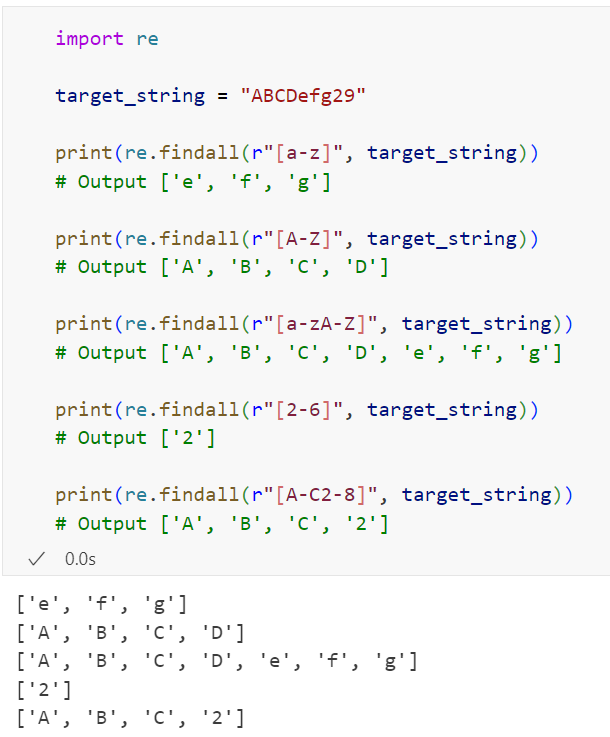 import re
target_string = "ABCDefg29"
print(re.findall(r"[a-z]", target_string))
# Output ['e', 'f', 'g']
print(re.findall(r"[A-Z]", target_string))
# Output ['A', 'B', 'C', 'D']
print(re.findall(r"[a-zA-Z]", target_string))
# Output ['A', 'B', 'C', 'D', 'e', 'f', 'g']
print(re.findall(r"[2-6]", target_string))
# Output ['2']
print(re.findall(r"[A-C2-8]", target_string))
# Output ['A', 'B', 'C', '2']
0.0s
['e', 'f', 'g']
['A', 'B', 'C', 'D']
['A', 'B', 'C', 'D', 'e', 'f', 'g']
['2']
['A', 'B', 'C', '2']